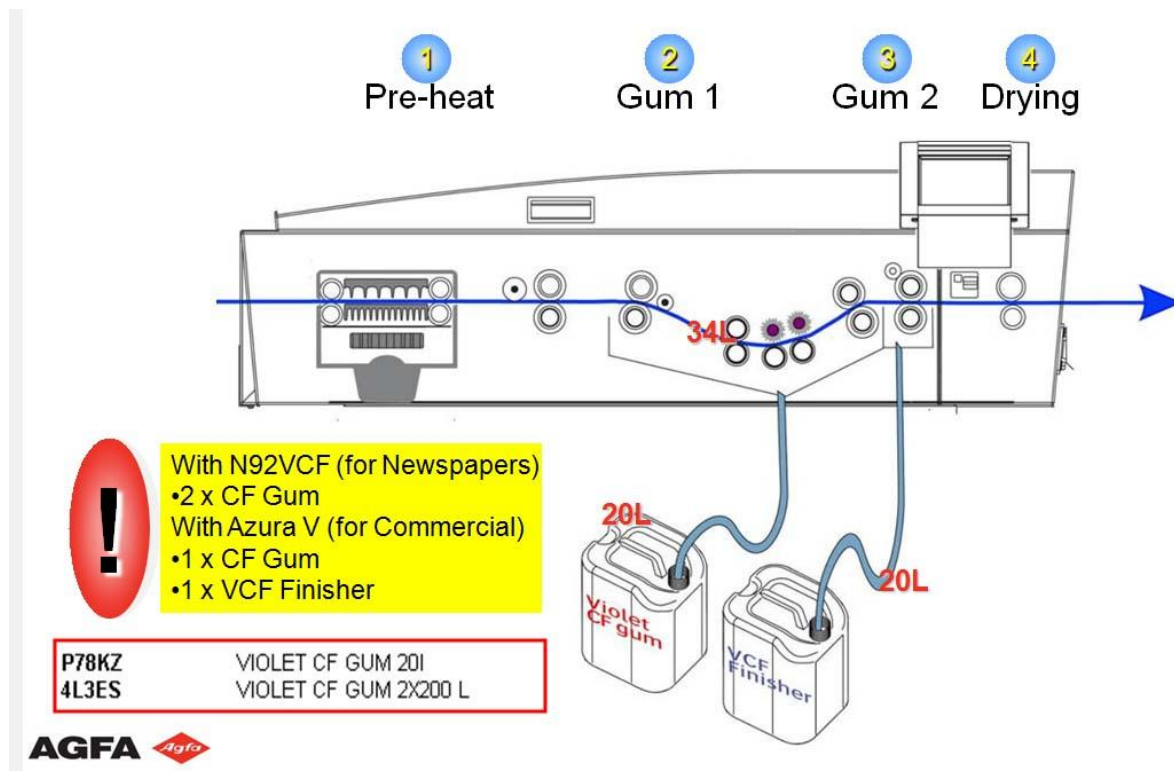 1
2
3
4
Pre-heat
Gum 1
Gum 2
Drying
34L
!
With N92VCF (for Newspapers)
•2 x CF Gum
With Azura V (for Commercial)
•1 x CF Gum
•1 x VCF Finisher
20L
20L
Violet
CF gum
VCF
Finisher
P78KZ VIOLET CF GUM 20l
4L3ES VIOLET CF GUM 2X200 L
AGFA Agfa